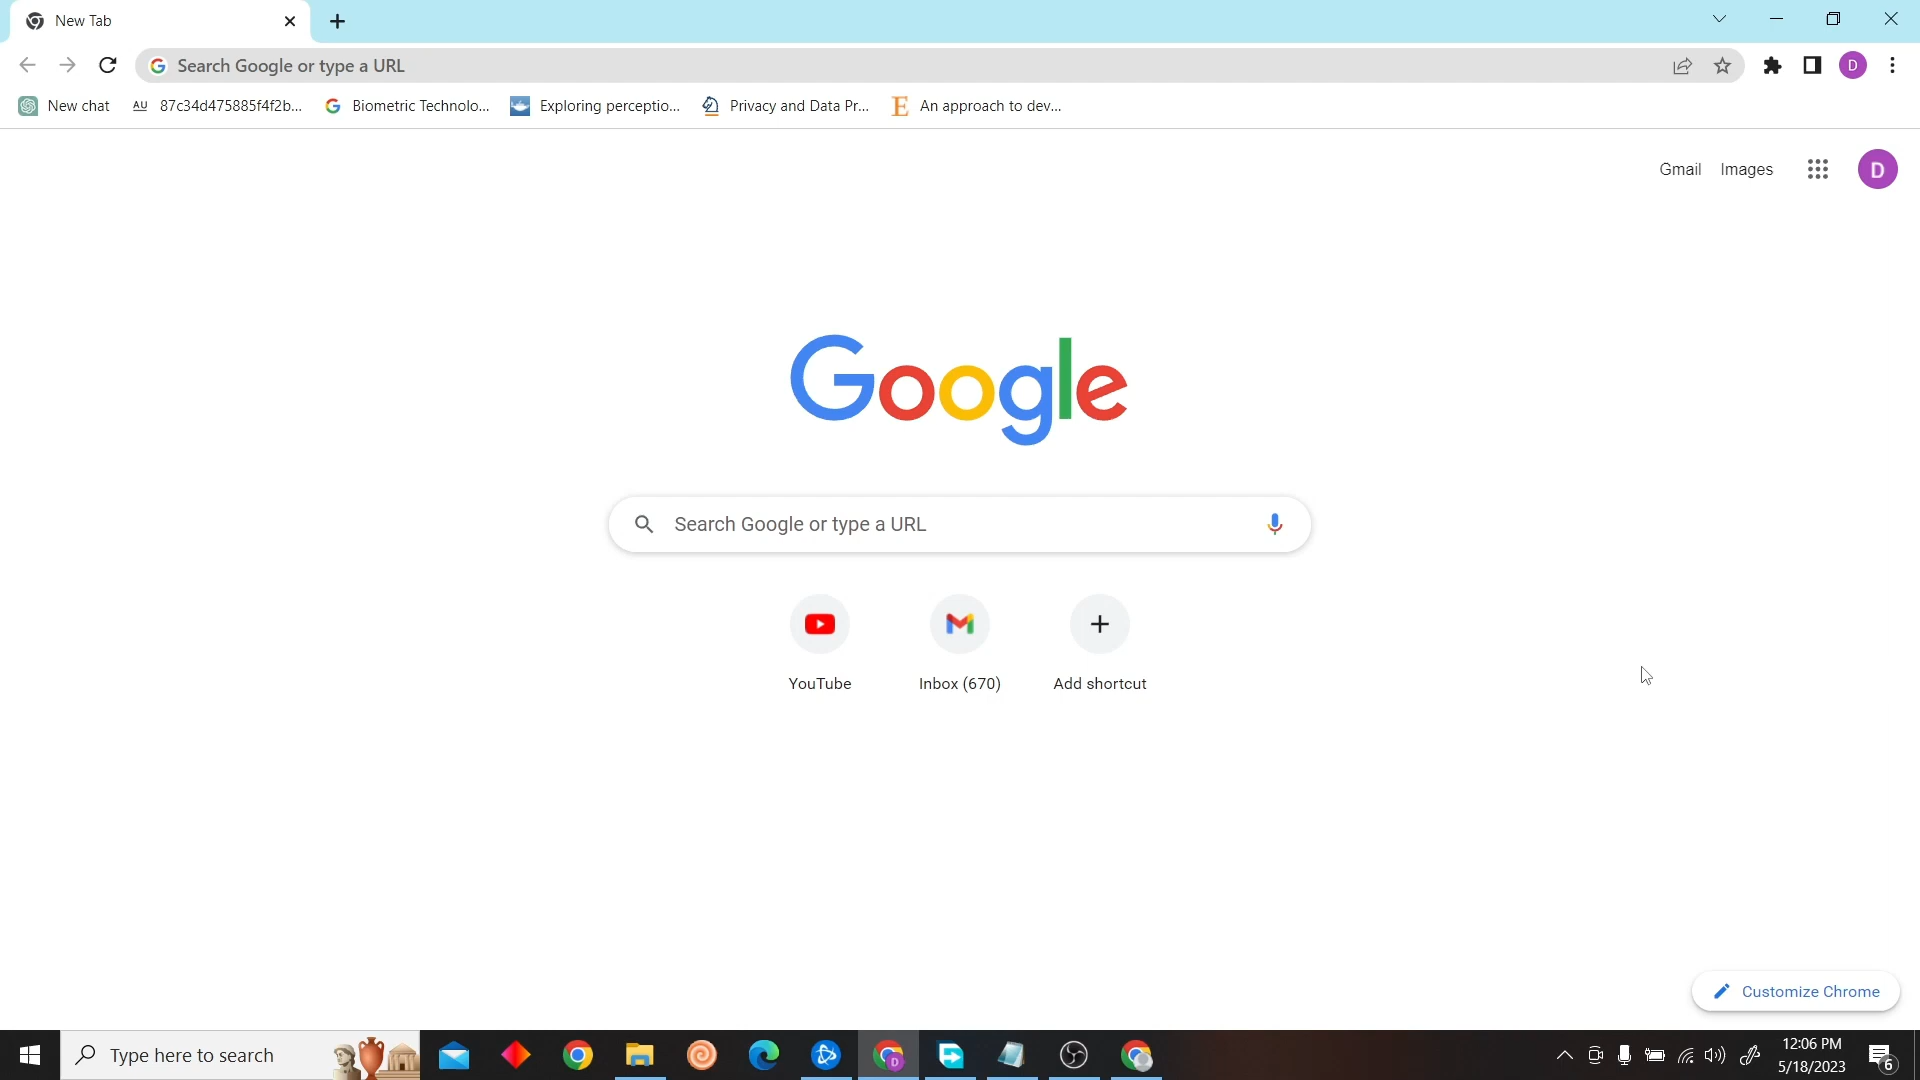 New Tab
Search Google or type a URL
New chat
AU 87c34d475885f4f2b...
Biometric Technolo...
Exploring perceptio...
Privacy and Data Pr...
E An approach to dev...
D
Gmail Images
D
Google
Search Google or type a URL
YouTube Inbox (670) Add shortcut
Customize Chrome
Type here to search
D
12:06 PM
5/18/2023
6